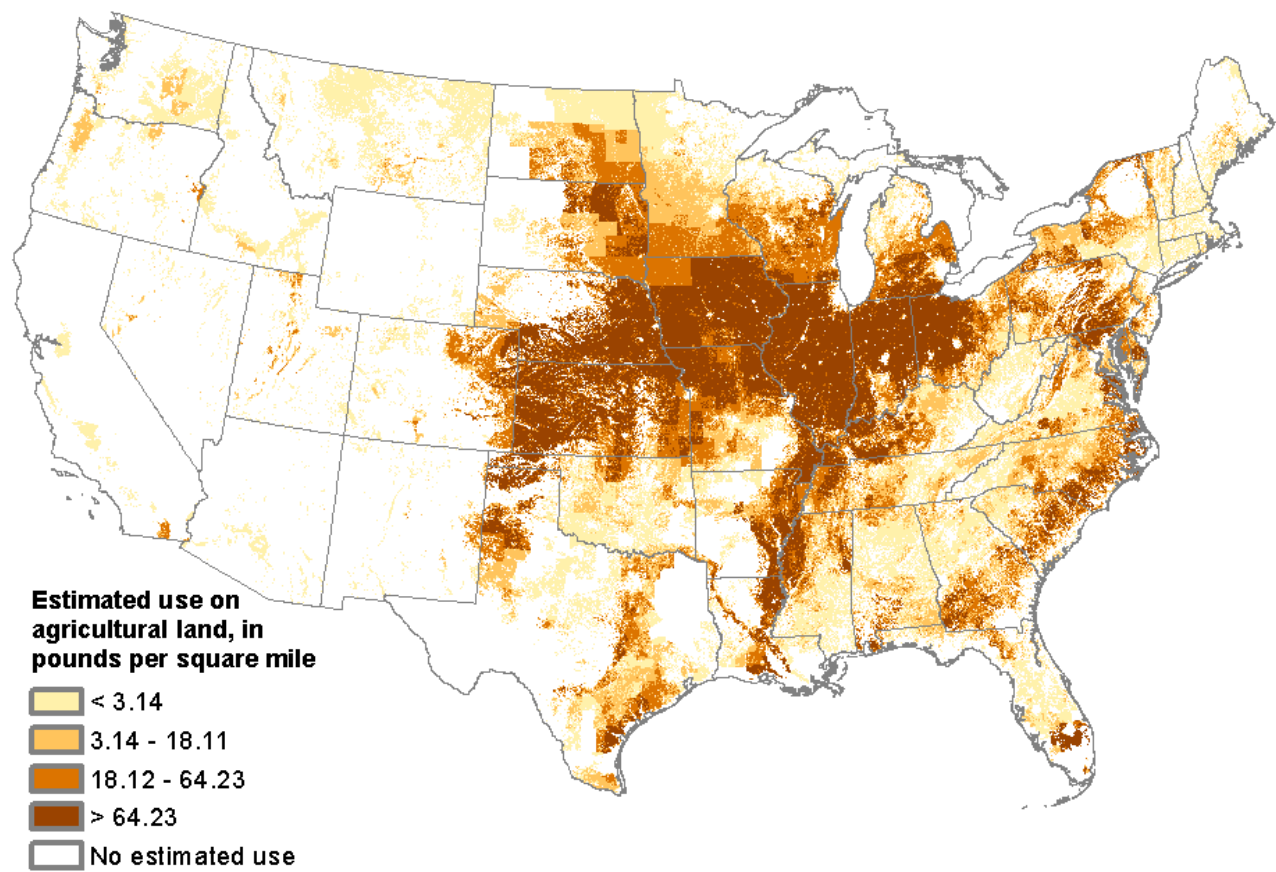 Estimated use on
agricultural land, in
pounds per square mile
< 3.14
3.14 - 18.11
18.12 - 64.23
> 64.23
No estimated use